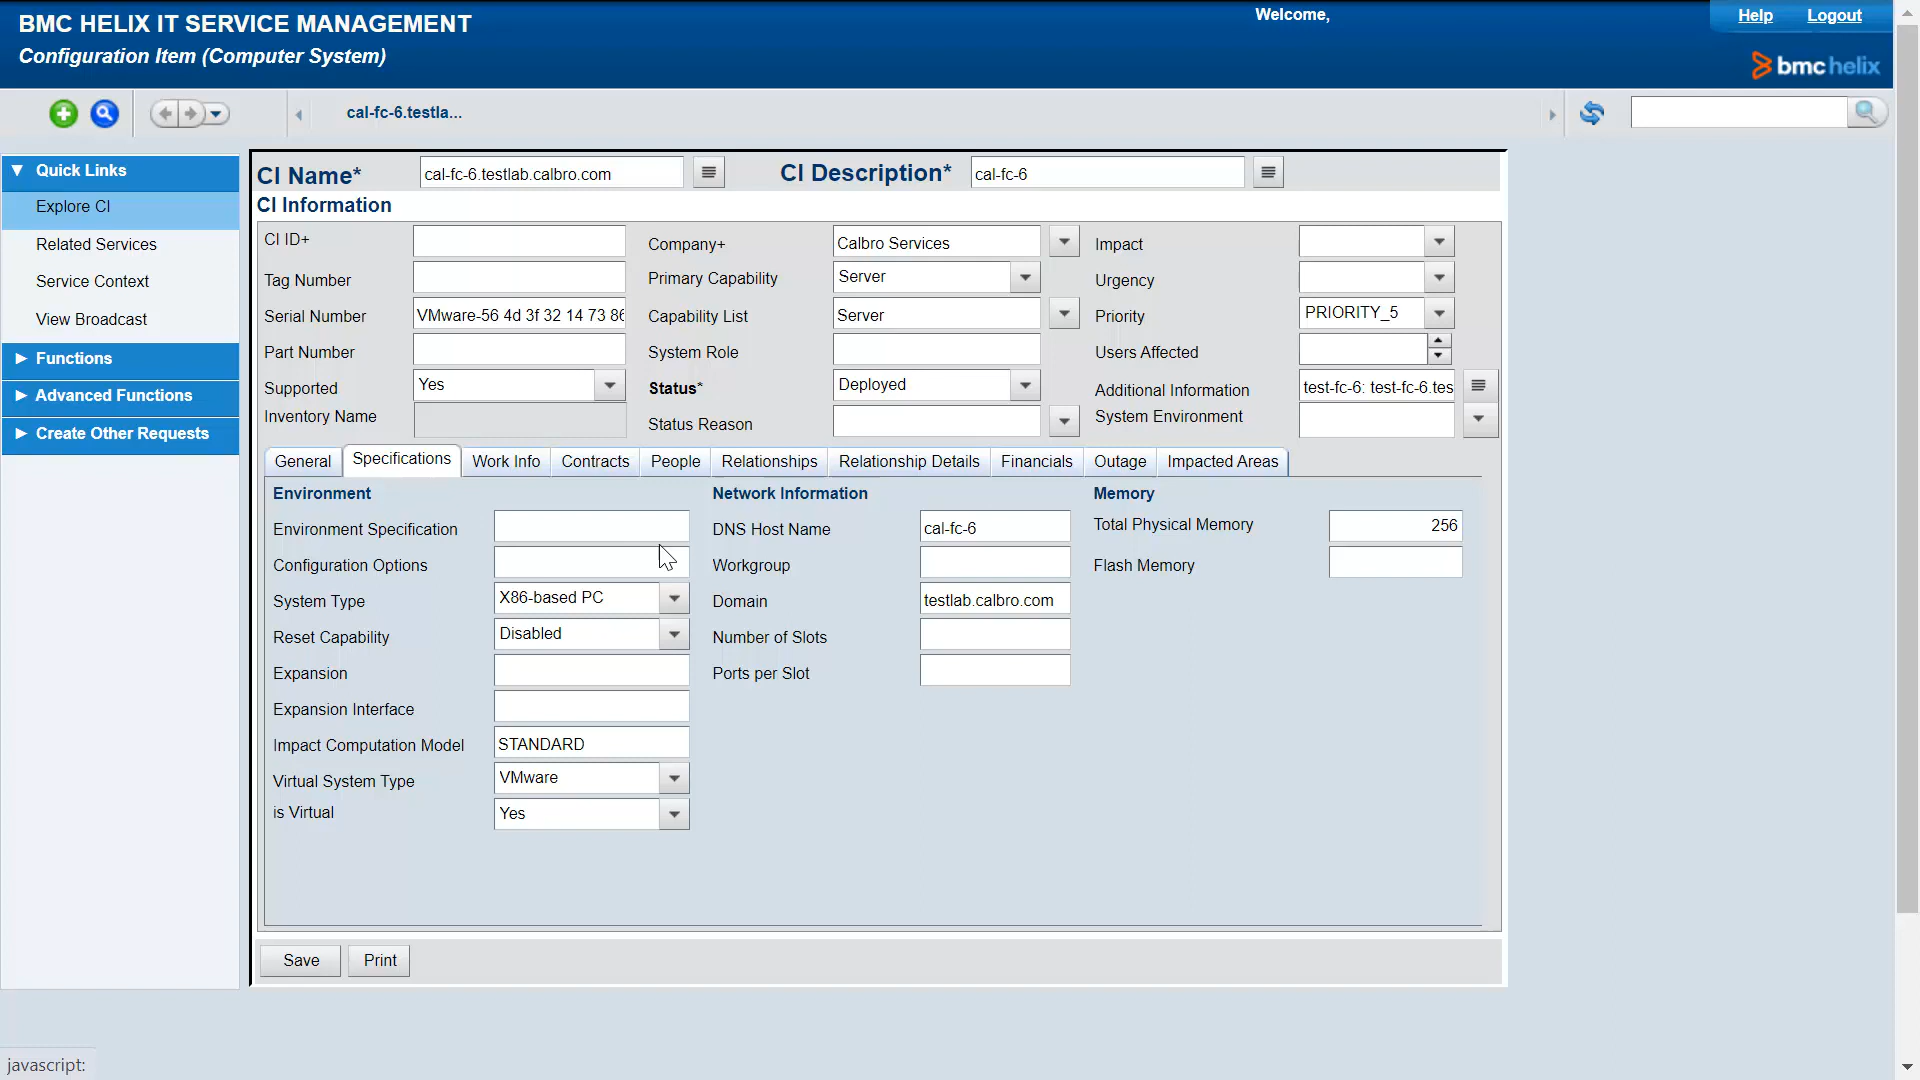 BMC HELIX IT SERVICE MANAGEMENT
Configuration Item (Computer System)
Welcome,
Help Logout
bmc helix
cal-fc-6.testla...
Quick Links
Explore CI
Related Services
Service Context
View Broadcast
Functions
Advanced Functions
Create Other Requests
CI Name* cal-fc-6.testlab.calbro.com CI Description* cal-fc-6
CI Information
CI ID+ Company+ Calbro Services Impact
Tag Number Primary Capability Server Urgency
Serial Number VMware-56 4d 3f 32 14 73 86 Capability List Server Priority PRIORITY_5
Part Number System Role Users Affected
Supported Yes Status* Deployed Additional Information test-fc-6: test-fc-6.tes
Inventory Name Status Reason System Environment
General Specifications Work Info Contracts People Relationships Relationship Details Financials Outage Impacted Areas
Environment Network Information Memory
Environment Specification DNS Host Name cal-fc-6 Total Physical Memory 256
Configuration Options Workgroup Flash Memory
System Type X86-based PC Domain testlab.calbro.com
Reset Capability Disabled Number of Slots
Expansion Ports per Slot
Expansion Interface
Impact Computation Model STANDARD
Virtual System Type VMware
is Virtual Yes
Save Print
javascript: